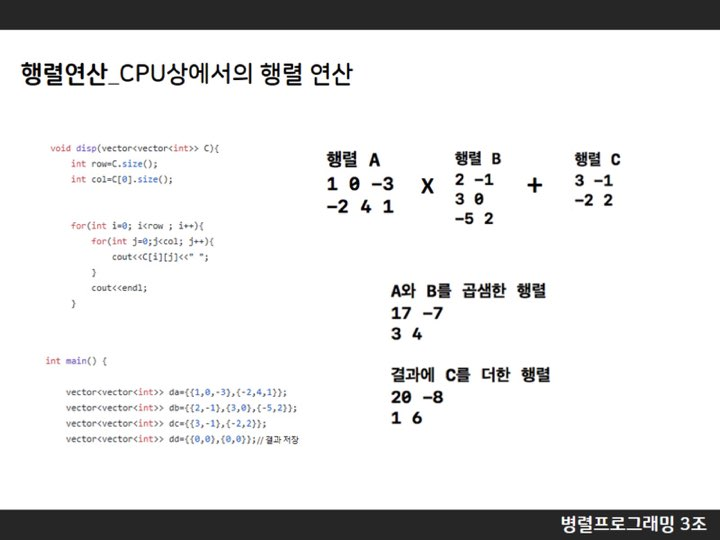 행렬연산_CPU상에서의 행렬 연산
void disp(vector<vector<int>> C){
int row=C.size();
int col=C[0].size();
for(int i=0; i<row ; i++){
for(int j=0;j<col; j++){
cout<<C[i][j]<<" ";
}
cout<<endl;
}
int main() {
vector<vector<int>> da={{1,0,-3},{-2,4,1}};
vector<vector<int>> db={{2,-1},{3,0},{-5,2}};
vector<vector<int>> dc={{3,-1},{-2,2}};
vector<vector<int>> dd={{0,0},{0,0}};// 결과 저장
행렬 A
1 0 -3
-2 4 1
X
행렬 B
2 -1
3 0
-5 2
+
행렬 C
3 -1
-2 2
A와 B를 곱샘한 행렬
17 -7
3 4
결과에 C를 더한 행렬
20 -8
1 6
병렬프로그래밍 3조